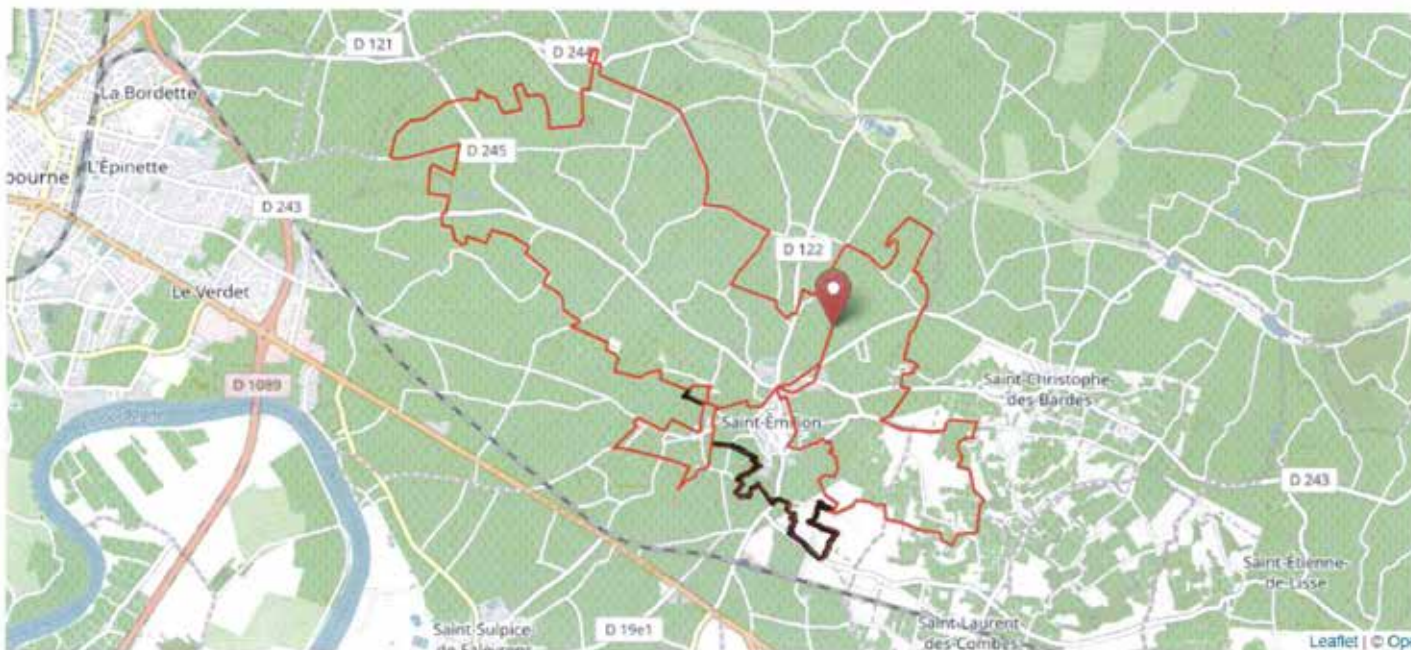 D 121
D 244
La Bordette
L'Épinette
D 245
bourne
D 243
D 122
Le Verdet
D 1089
Saint-Christophe-
des-Bardes
Saint-Émilion
D 243
Saint-Étienne-
de-Lisse
Saint-Sulpice-
D 19e1
Saint-Laurent-
des-Combes
Leaflet | © Ope